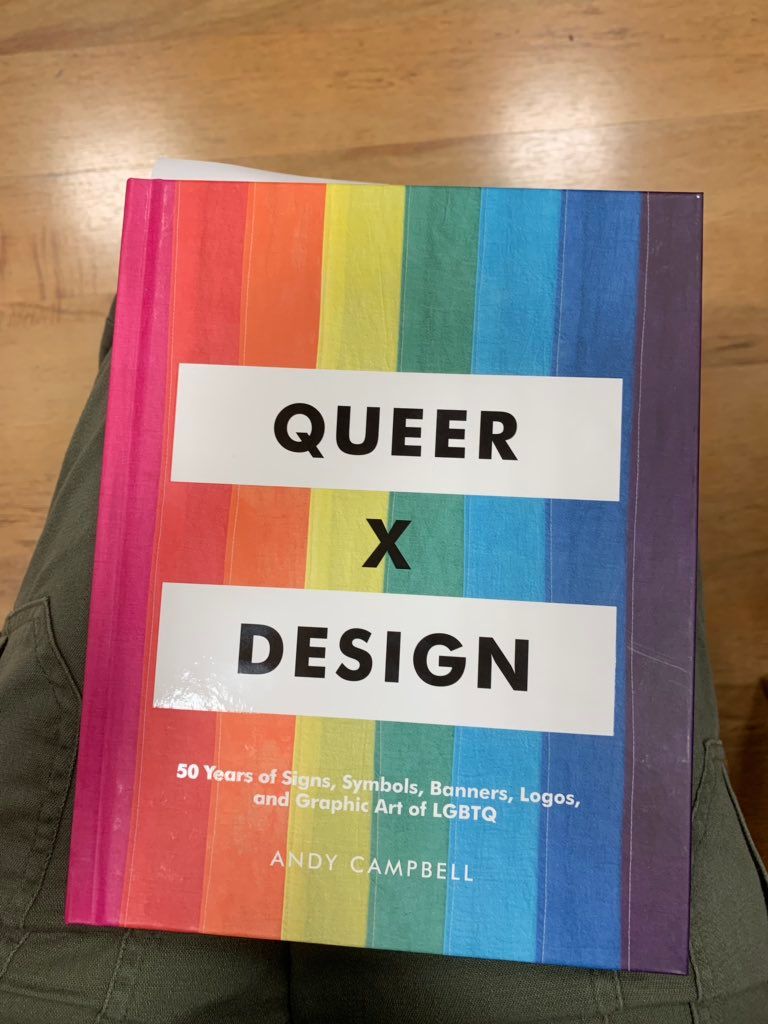 QUEER
X
DESIGN
50 Years of Signs, Symbols, Banners, Logos,
and Graphic Art of LGBTQ
ANDY CAMPBELL